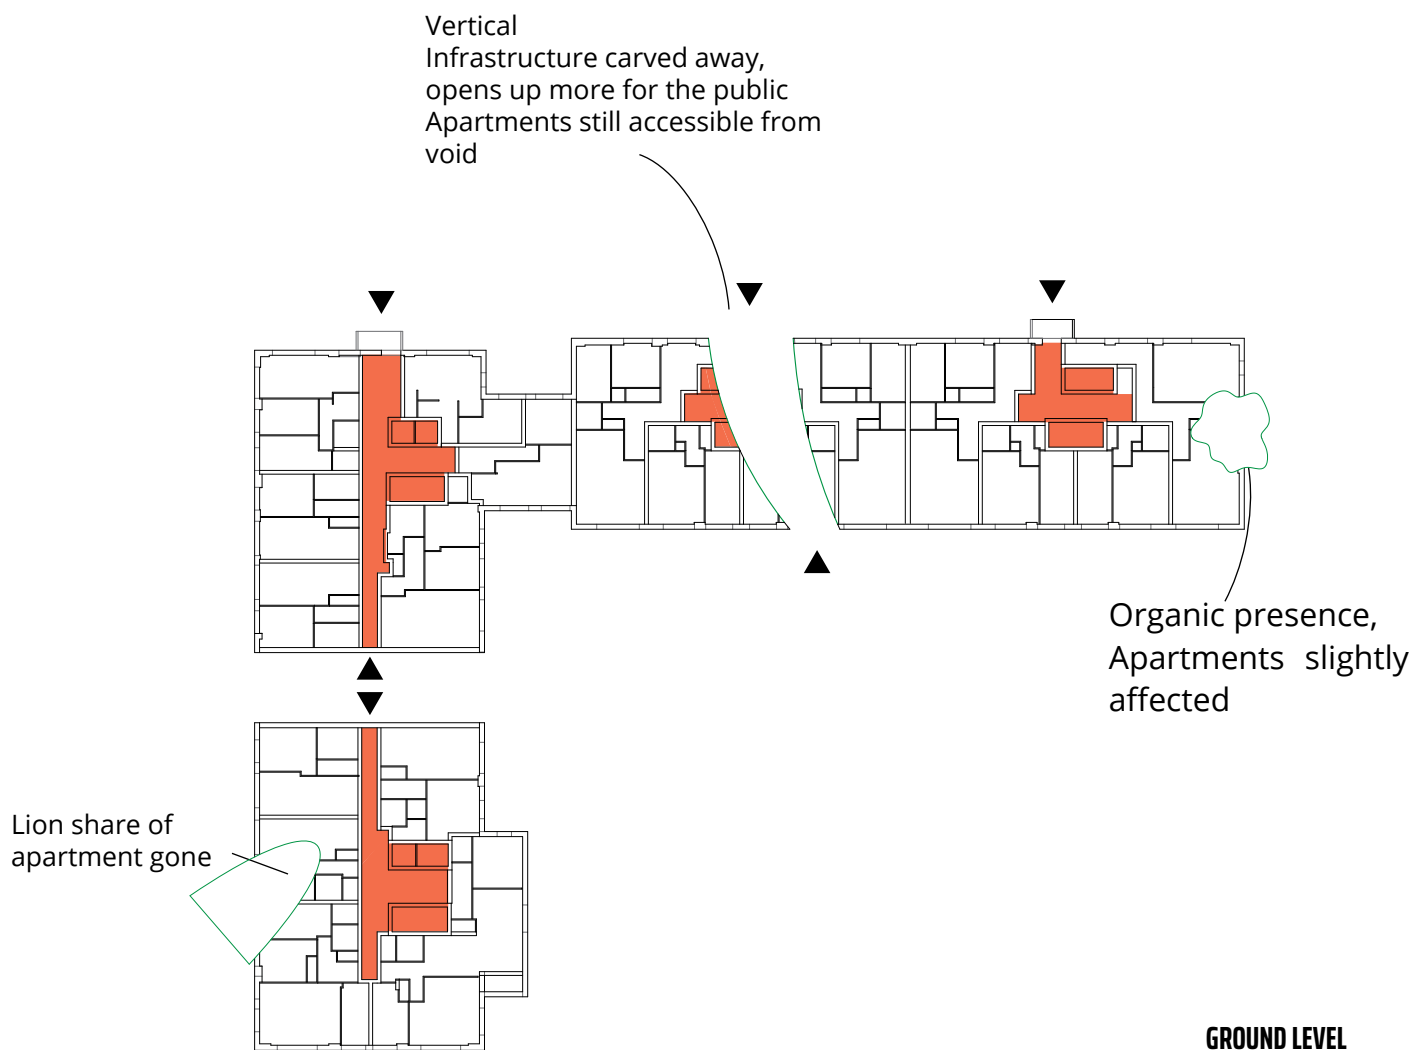 Vertical
Infrastructure carved away,
opens up more for the public
Apartments still accessible from
void
Organic presence,
Apartments slightly
affected
Lion share of
apartment gone
GROUND LEVEL